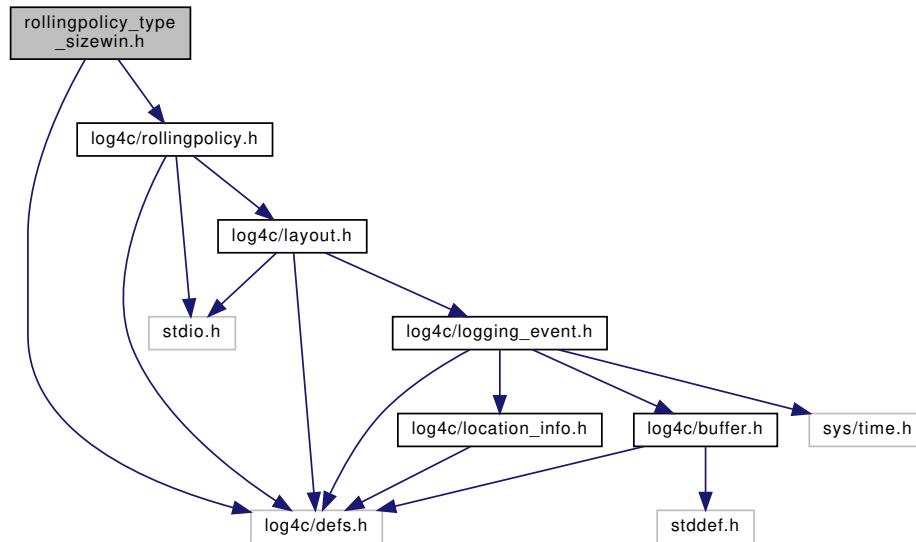 rollingpolicy_type
_sizewin.h
log4c/rollingpolicy.h
log4c/layout.h
stdio.h
log4c/logging_event.h
log4c/location_info.h
log4c/buffer.h
sys/time.h
log4c/defs.h
stddef.h